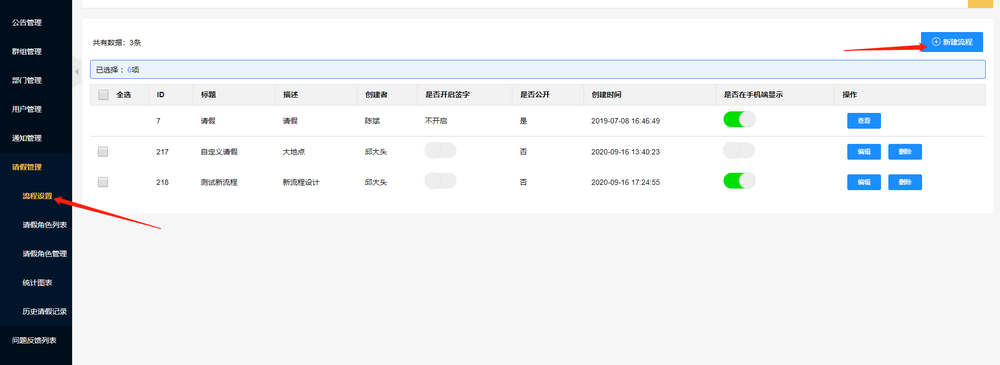 公告管理
群组管理
部门管理
用户管理
通知管理
请假管理
流程设置
请假角色列表
请假角色管理
统计图表
历史请假记录
问题反馈列表
共有数据：3条
新建流程
已选择： 0项
全选 ID 标题 描述 创建者 是否开启签字 是否公开 创建时间 是否在手机端显示 操作
7 请假 请假 陈斌 不开启 是 2019-07-08 16:46:49 查看
217 自定义请假 大地点 邱大头 否 2020-09-16 13:40:23 编辑 删除
218 测试新流程 新流程设计 邱大头 否 2020-09-16 17:24:55 编辑 删除